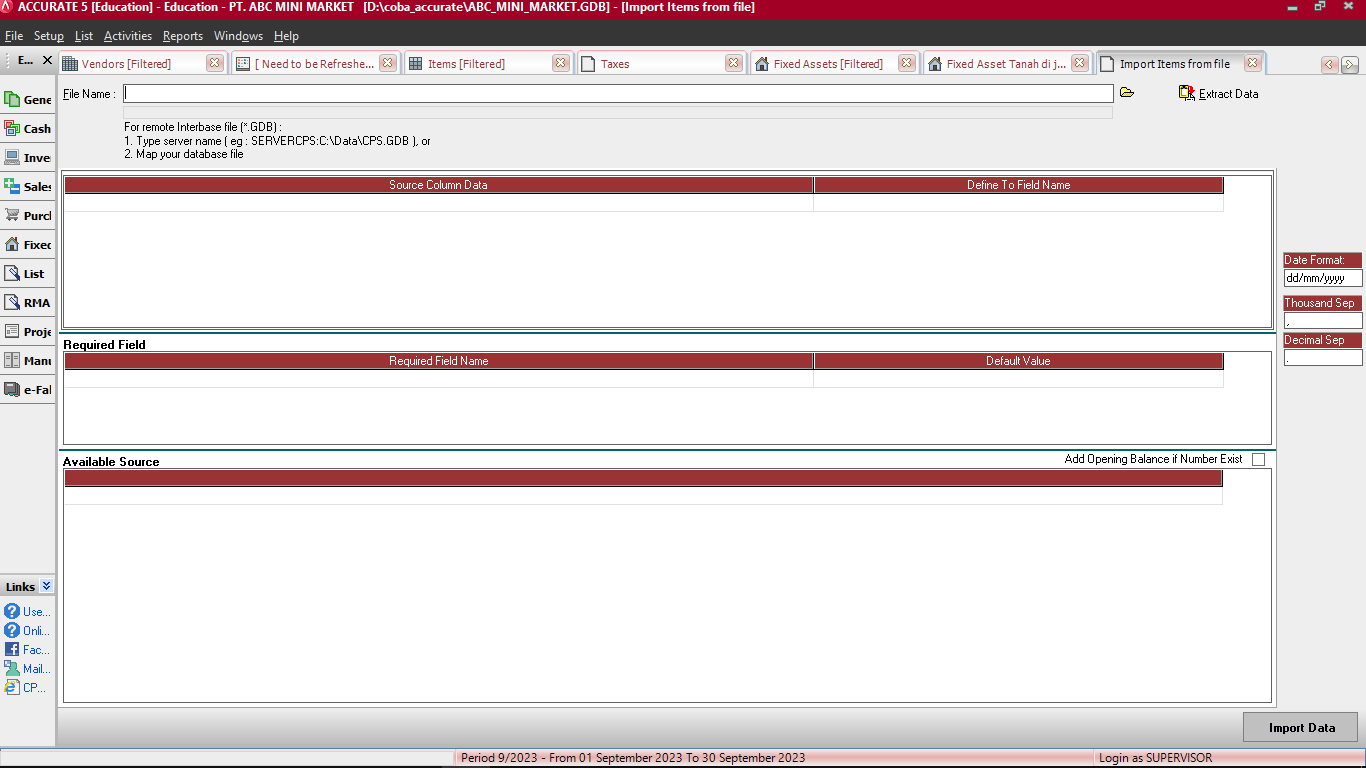 ACCURATE 5 [Education] - Education - PT. ABC MINI MARKET [D:\coba_accurate\ABC_MINI_MARKET.GDB] - [Import Items from file]
File Setup List Activities Reports Windows Help
E... Vendors [Filtered] [ Need to be Refreshe... Items [Filtered] Taxes Fixed Assets [Filtered] Fixed Asset Tanah di j... Import Items from file
File Name : Extract Data
For remote Interbase file (*.GDB) :
1. Type server name ( eg : SERVERCPS:C:\Data\CPS.GDB ), or
2. Map your database file
Gene
Cash
Inve
Sales
Purch
Fixed
List
RMA
Proje
Manu
e-Fal
Source Column Data Define To Field Name
Date Format:
dd/mm/yyyy
Thousand Sep
,
Decimal Sep
.
Required Field
Required Field Name Default Value
Available Source Add Opening Balance if Number Exist
Links
Use...
Onli...
Fac...
Mail...
CP...
Import Data
Period 9/2023 - From 01 September 2023 To 30 September 2023 Login as SUPERVISOR